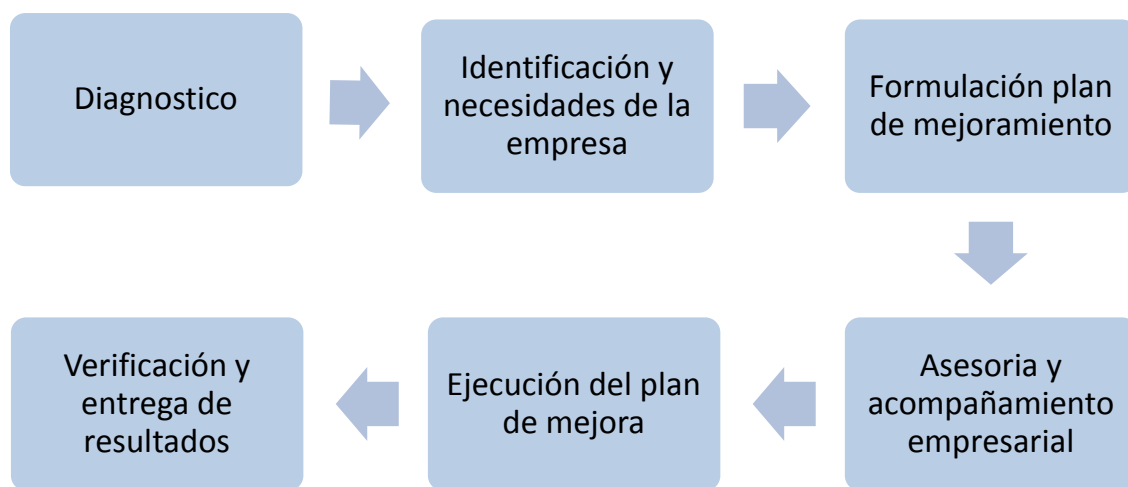 Diagnostico
Identificación y
necesidades de la
empresa
Formulación plan
de mejoramiento
Asesoria y
acompañamiento
empresarial
Ejecución del plan
de mejora
Verificación y
entrega de
resultados